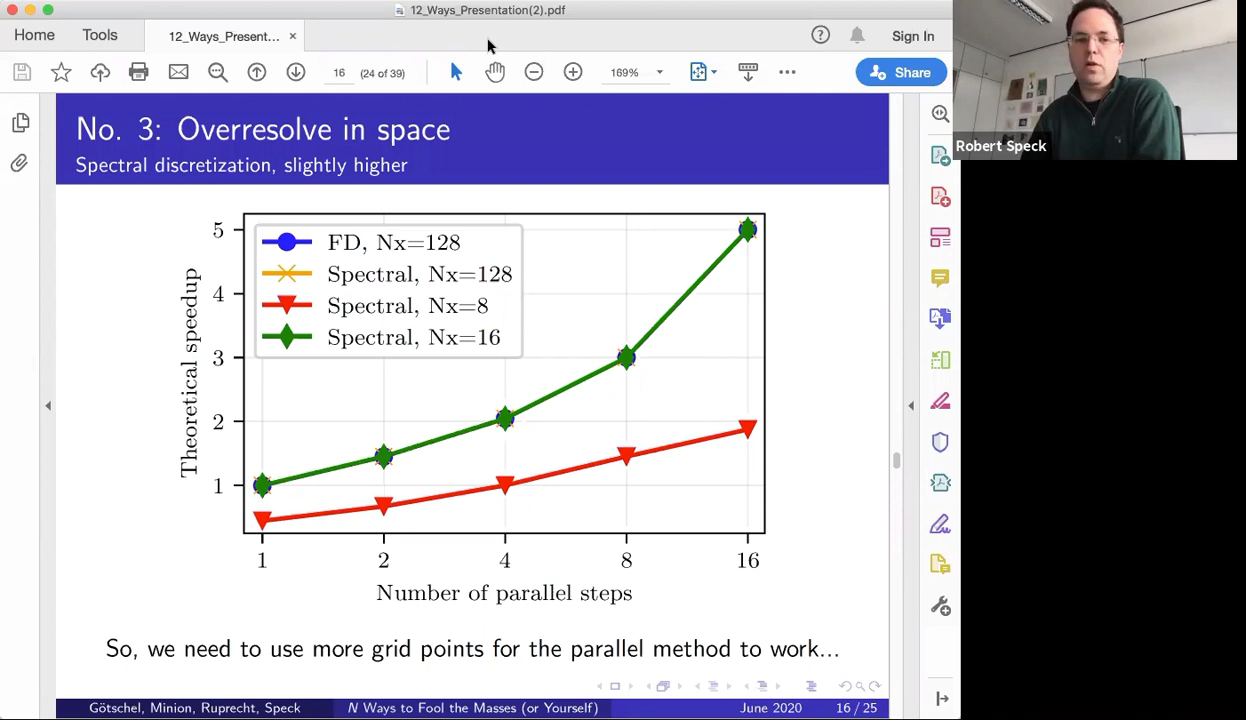 12_Ways_Presentation(2).pdf
Home
Tools
12_Ways_Present...
Sign In
16
(24 of 39)
169%
Share
No. 3: Overresolve in space
Spectral discretization, slightly higher
FD, Nx=128
Spectral, Nx=128
Spectral, Nx=8
Spectral, Nx=16
Theoretical speedup
5
4
3
2
1
1 2 4 8 16
Number of parallel steps
So, we need to use more grid points for the parallel method to work...
Götschel, Minion, Ruprecht, Speck
N Ways to Fool the Masses (or Yourself)
June 2020
16 / 25
Robert Speck